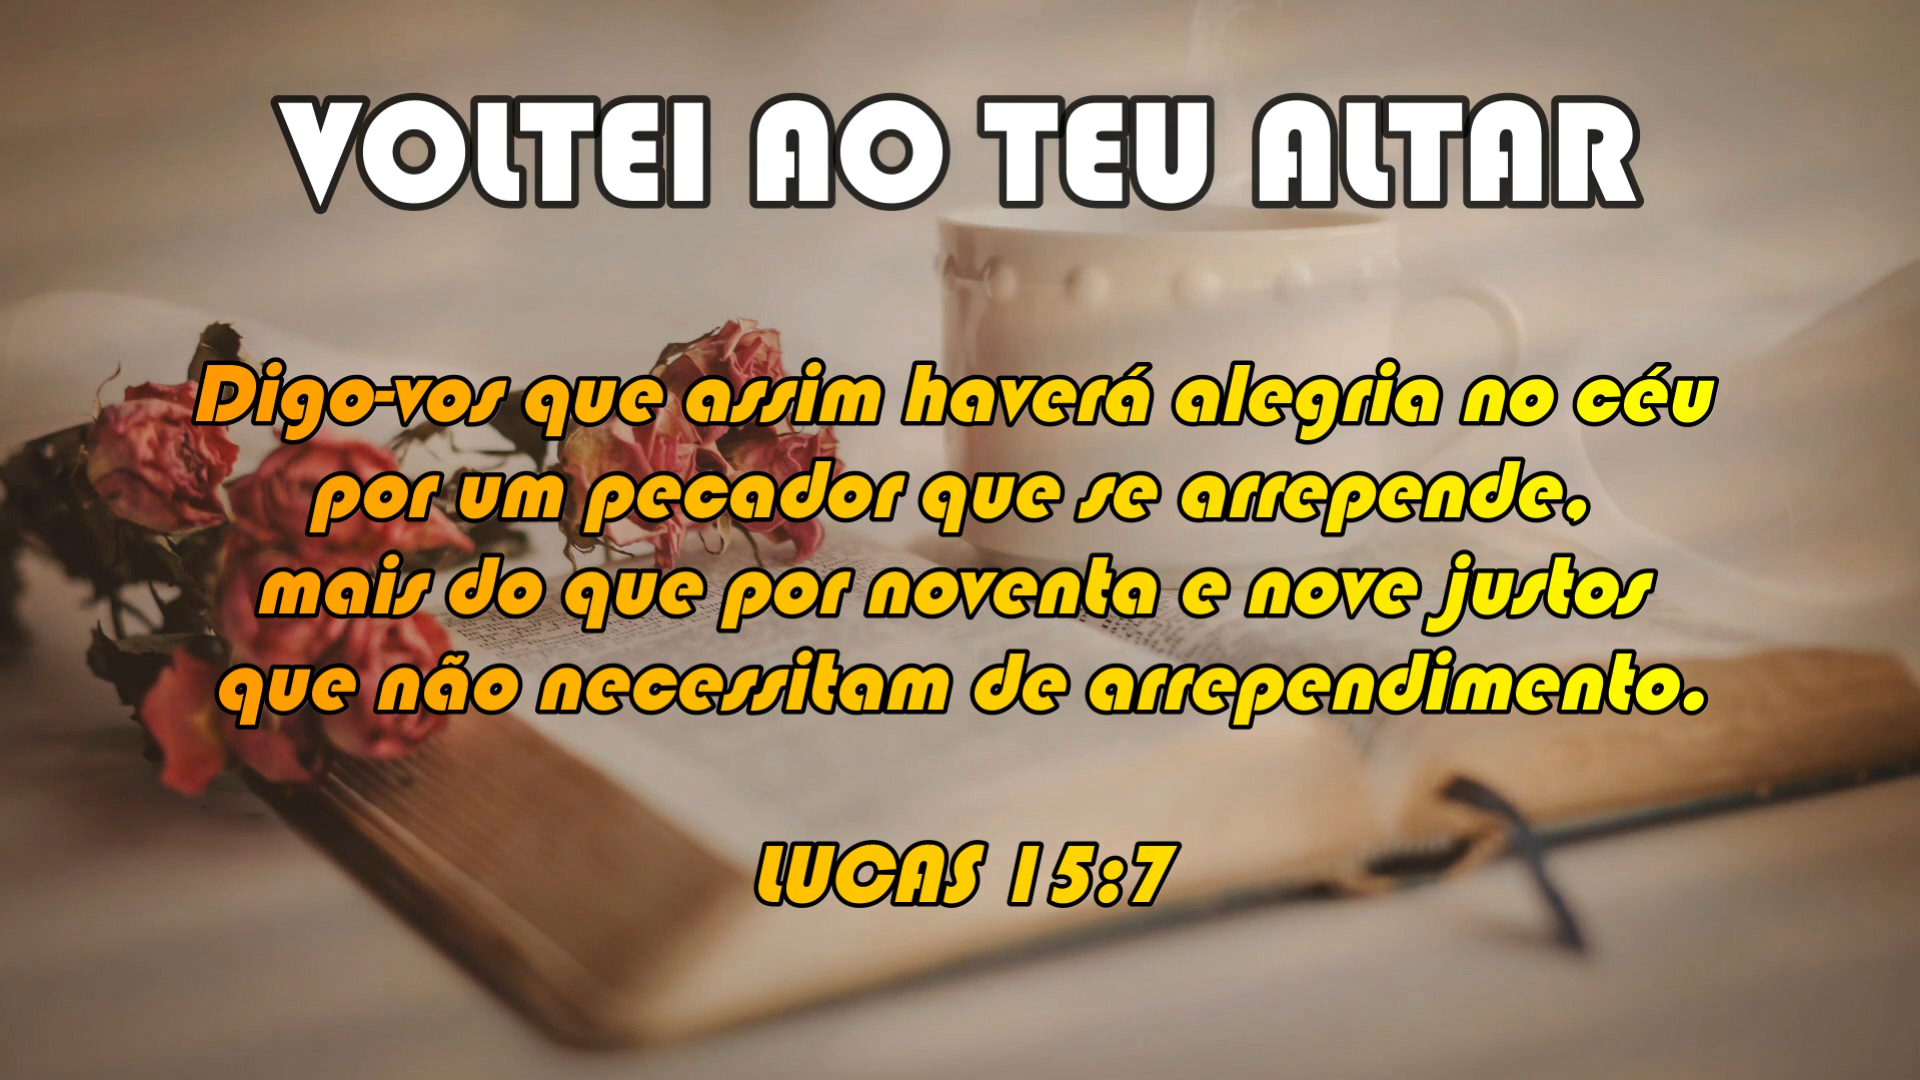 VOLTEI AO TEU ALTAR
Digo-vos que assim haverá alegria no céu
por um pecador que se arrepende,
mais do que por noventa e nove justos
que não necessitam de arrependimento.
LUCAS 15:7